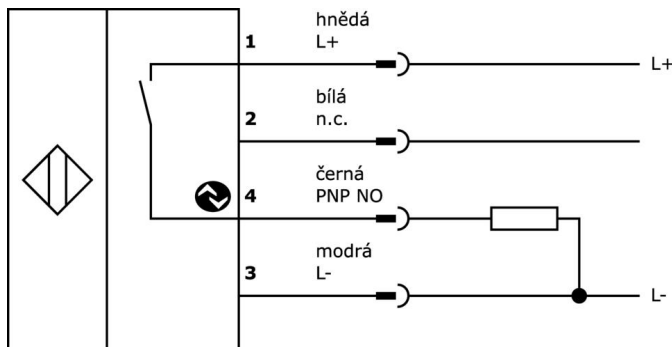 hnědá
1 L+
L+
bílá
2 n.c.
černá
4 PNP NO
modrá
3 L-
L-